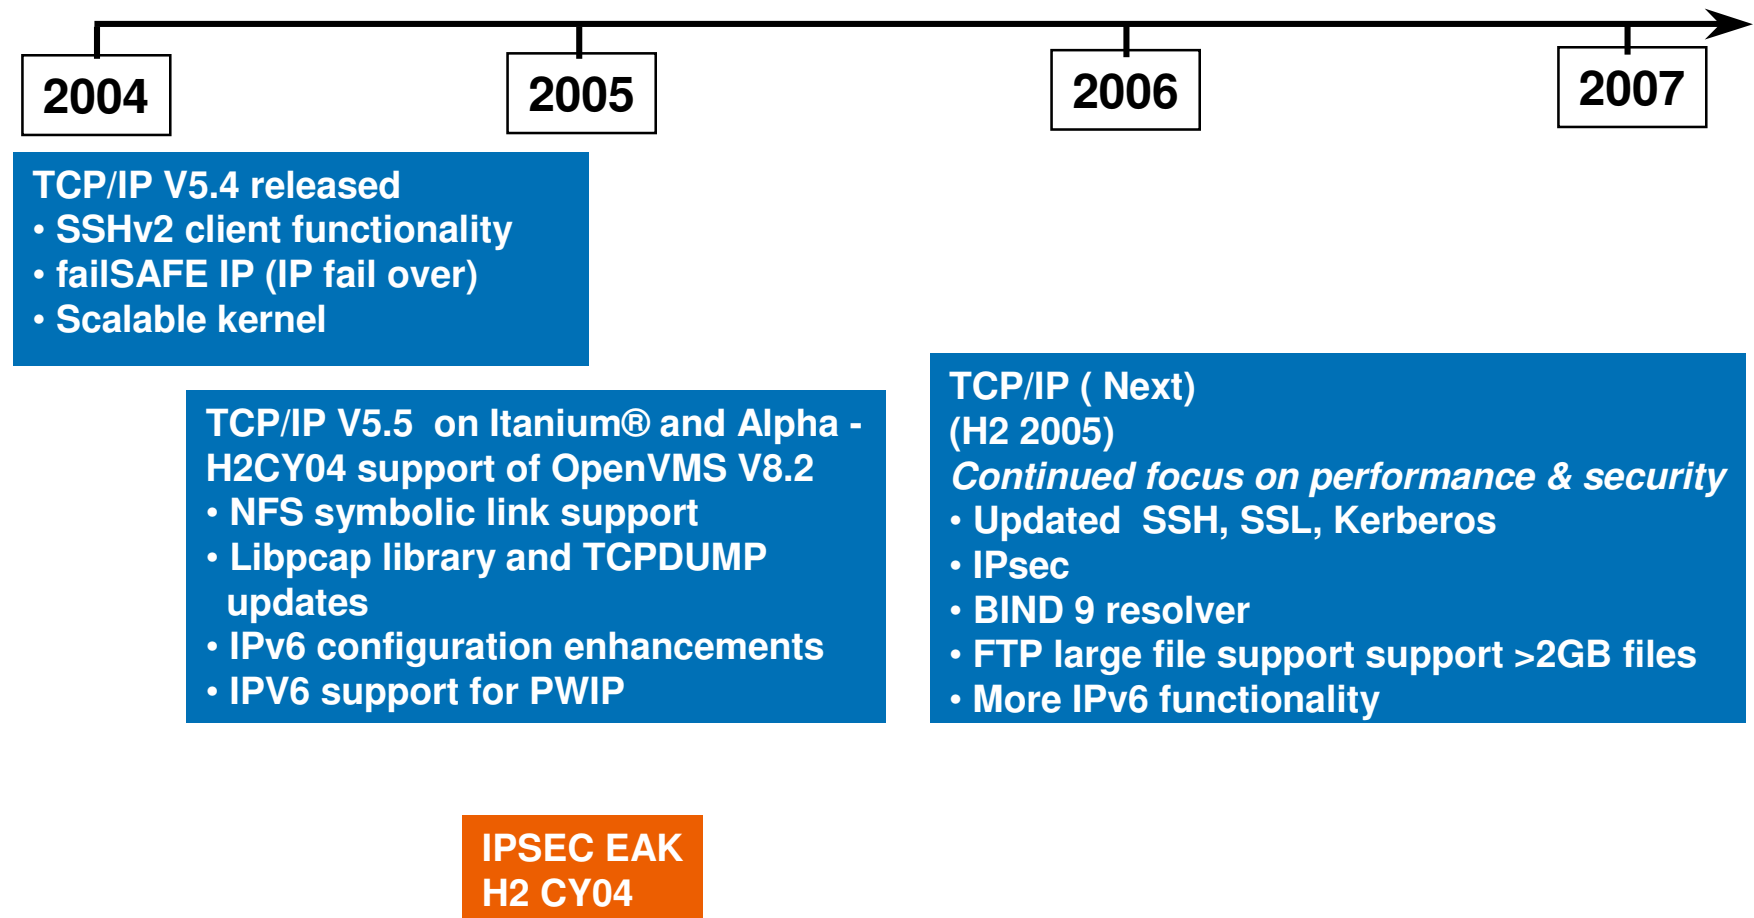 2004
2005
2006
2007
TCP/IP V5.4 released
• SSHv2 client functionality
• failSAFE IP (IP fail over)
• Scalable kernel
TCP/IP V5.5 on Itanium® and Alpha -
H2CY04 support of OpenVMS V8.2
• NFS symbolic link support
• Libpcap library and TCPDUMP
updates
• IPv6 configuration enhancements
• IPV6 support for PWIP
TCP/IP ( Next)
(H2 2005)
Continued focus on performance & security
• Updated SSH, SSL, Kerberos
• IPsec
• BIND 9 resolver
• FTP large file support support >2GB files
• More IPv6 functionality
IPSEC EAK
H2 CY04